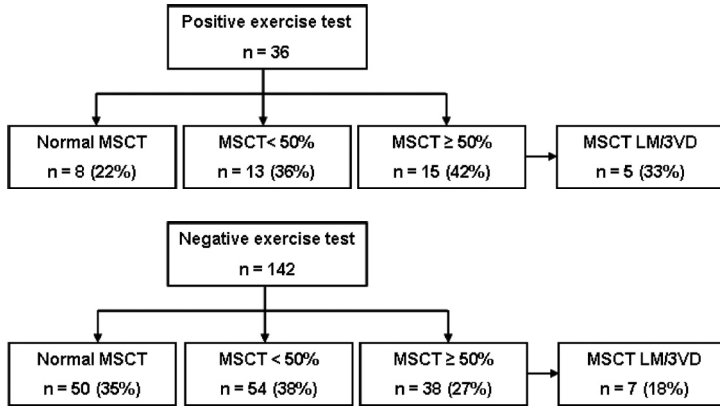 Positive exercise test
n = 36
Normal MSCT
n = 8 (22%)
MSCT< 50%
n = 13 (36%)
MSCT ≥ 50%
n = 15 (42%)
MSCT LM/3VD
n = 5 (33%)
Negative exercise test
n = 142
Normal MSCT
n = 50 (35%)
MSCT < 50%
n = 54 (38%)
MSCT ≥ 50%
n = 38 (27%)
MSCT LM/3VD
n = 7 (18%)